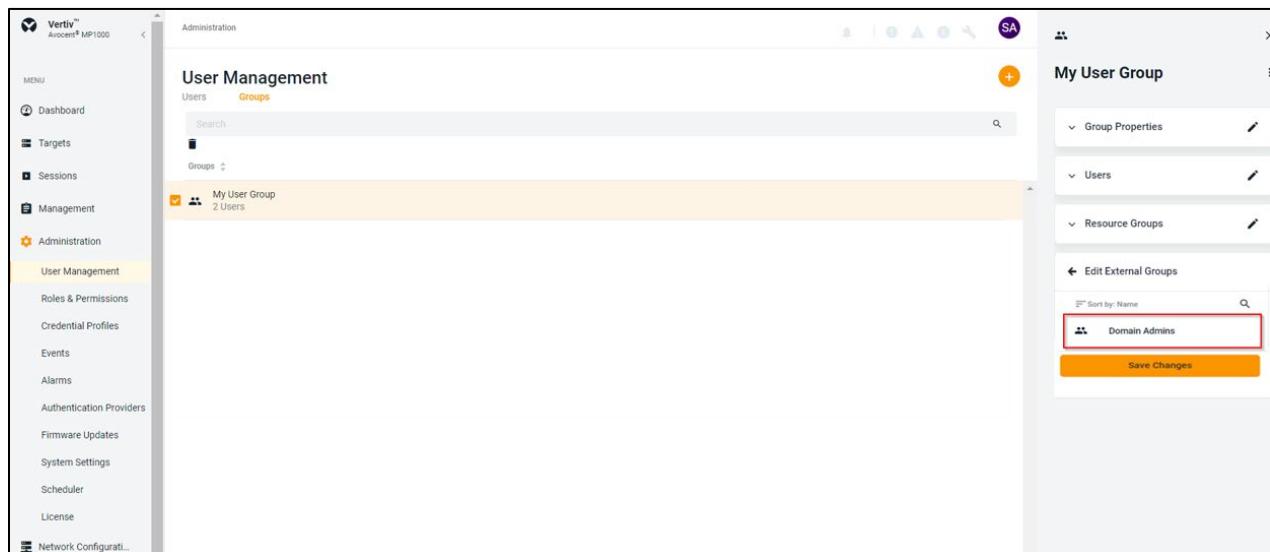 Vertiv™
Avocent® MP1000
MENU
Dashboard
Targets
Sessions
Management
Administration
User Management
Roles & Permissions
Credential Profiles
Events
Alarms
Authentication Providers
Firmware Updates
System Settings
Scheduler
License
Network Configurati...
Administration
SA
User Management
Users Groups
Search
Groups
My User Group
2 Users
My User Group
Group Properties
Users
Resource Groups
Edit External Groups
Sort by: Name
Domain Admins
Save Changes